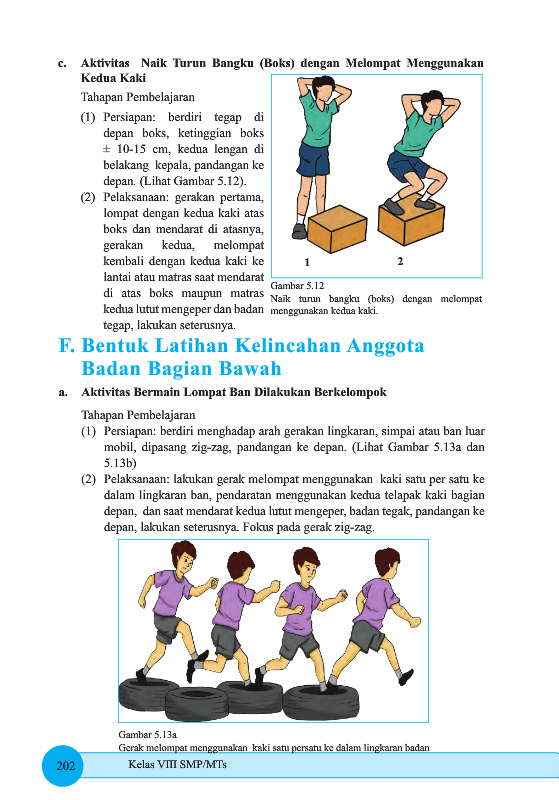 c. Aktivitas Naik Turun Bangku (Boks) dengan Melompat Menggunakan
Kedua Kaki
Tahapan Pembelajaran
(1) Persiapan: berdiri tegap di
depan boks, ketinggian boks
± 10-15 cm, kedua lengan di
belakang kepala, pandangan ke
depan. (Lihat Gambar 5.12).
(2) Pelaksanaan: gerakan pertama,
lompat dengan kedua kaki atas
boks dan mendarat di atasnya,
gerakan kedua, melompat
kembali dengan kedua kaki ke
lantai atau matras saat mendarat
di atas boks maupun matras
kedua lutut mengeper dan badan
tegap, lakukan seterusnya.
1
2
Gambar 5.12
Naik turun bangku (boks) dengan melompat
menggunakan kedua kaki.
F. Bentuk Latihan Kelincahan Anggota
Badan Bagian Bawah
a. Aktivitas Bermain Lompat Ban Dilakukan Berkelompok
Tahapan Pembelajaran
(1) Persiapan: berdiri menghadap arah gerakan lingkaran, simpai atau ban luar
mobil, dipasang zig-zag, pandangan ke depan. (Lihat Gambar 5.13a dan
5.13b)
(2) Pelaksanaan: lakukan gerak melompat menggunakan kaki satu per satu ke
dalam lingkaran ban, pendaratan menggunakan kedua telapak kaki bagian
depan, dan saat mendarat kedua lutut mengeper, badan tegak, pandangan ke
depan, lakukan seterusnya. Fokus pada gerak zig-zag.
Gambar 5.13a
Gerak melompat menggunakan kaki satu persatu ke dalam lingkaran badan
202 Kelas VIII SMP/MTs